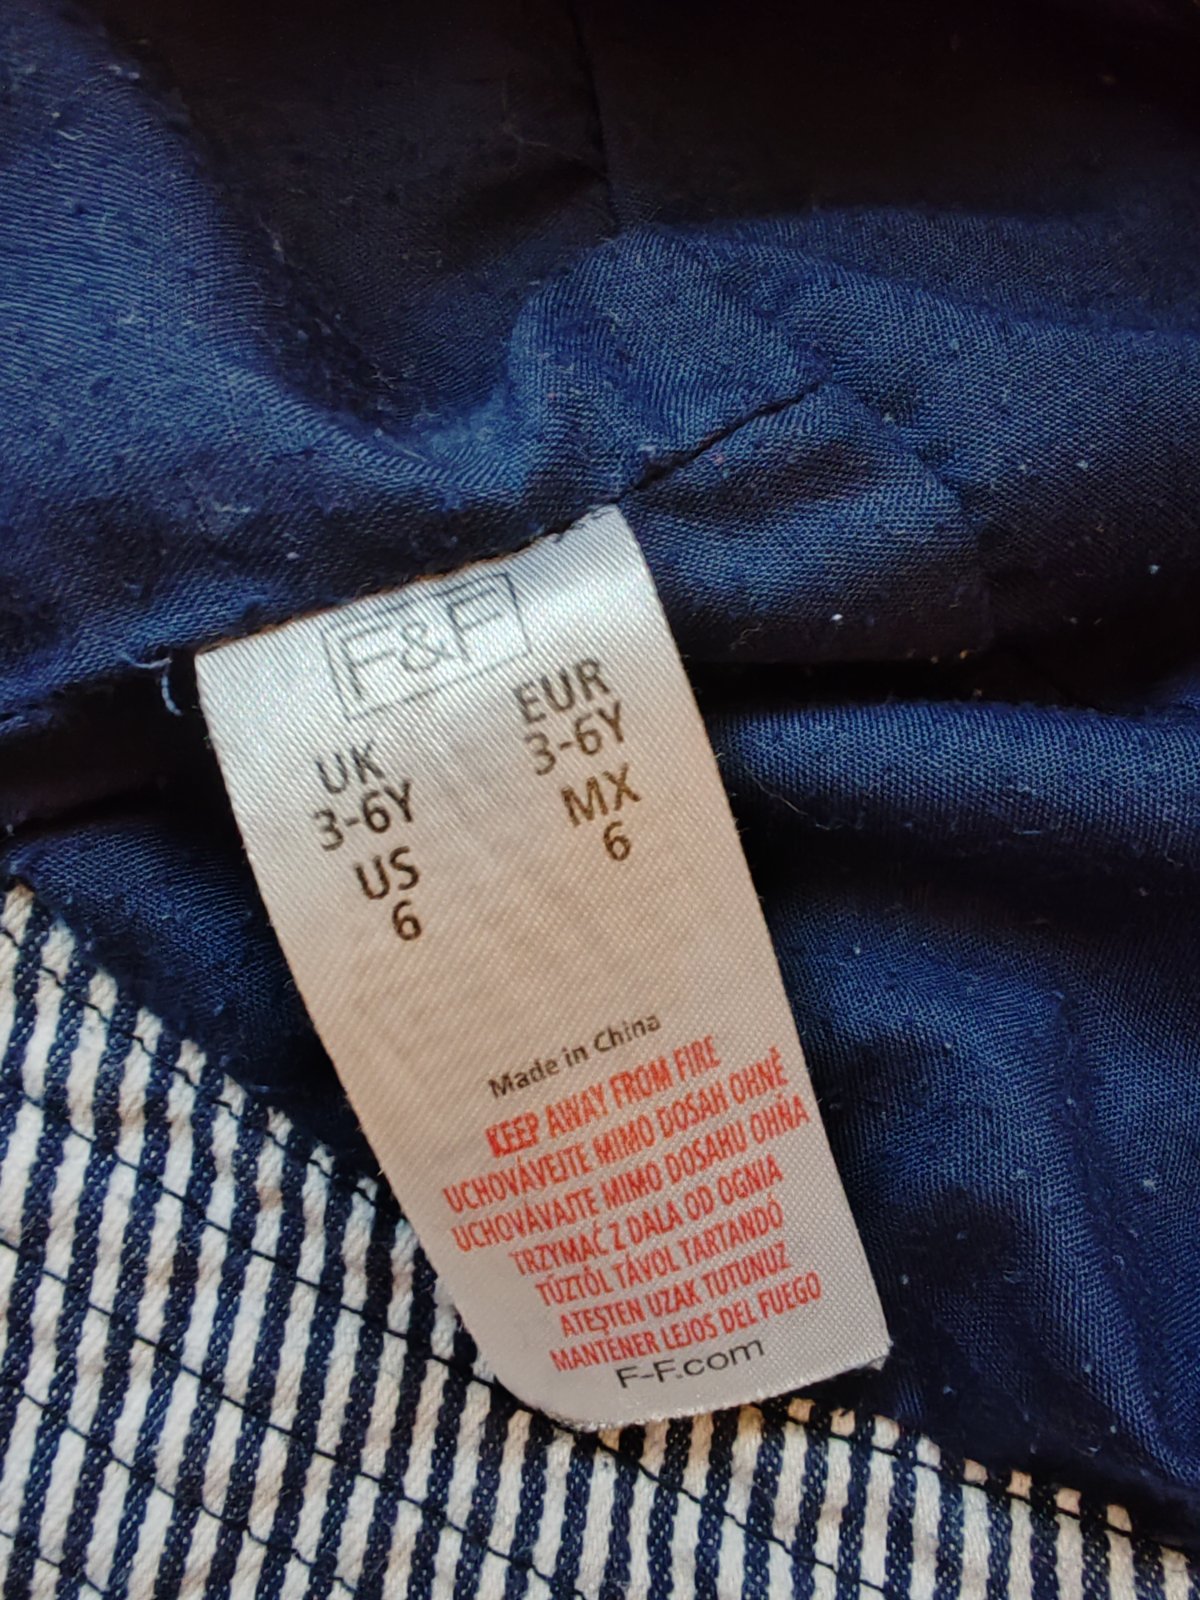 F&F
UK
3-6Y
US
6
EUR
3-6Y
MX
6
Made in China
KEEP AWAY FROM FIRE
UCHOVÁVEJTE MIMO DOSAH OHNĚ
UCHOVÁVAJTE MIMO DOSAHU OHŇA
TRZYMAĆ Z DALA OD OGNIA
TŰZTŐL TÁVOL TARTANDÓ
ATEŞTEN UZAK TUTUNUZ
MANTENER LEJOS DEL FUEGO
F-F.com